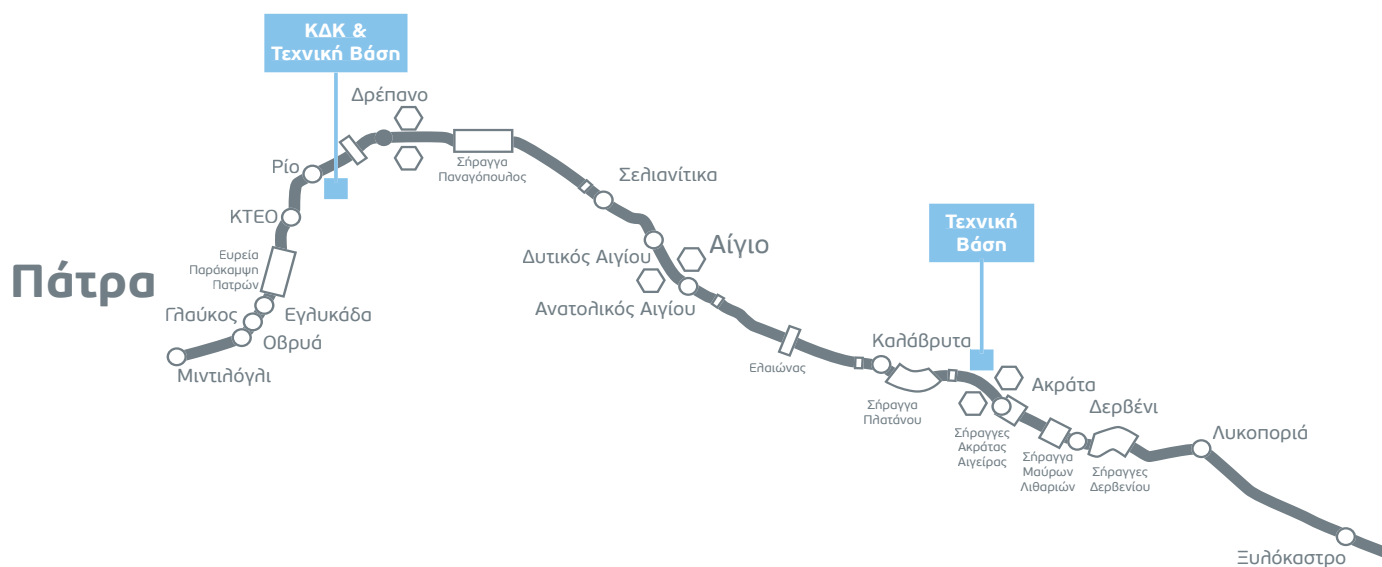 ΚΔΚ &
Τεχνική Βάση
Δρέπανο
Ρίο
Σήραγγα
Παναγόπουλος
Σελιανίτικα
ΚΤΕΟ
Τεχνική
Βάση
Αίγιο
Δυτικός Αιγίου
Ευρεία
Παράκαμψη
Πατρών
Πάτρα
Ανατολικός Αιγίου
Γλαύκος
Εγλυκάδα
Οβρυά
Μιντιλόγλι
Ελαιώνας
Καλάβρυτα
Σήραγγα
Πλατάνου
Ακράτα
Σήραγγες
Ακράτας
Αιγείρας
Δερβένι
Σήραγγα
Μαύρων
Λιθαριών
Σήραγγες
Δερβενίου
Λυκοποριά
Ξυλόκαστρο